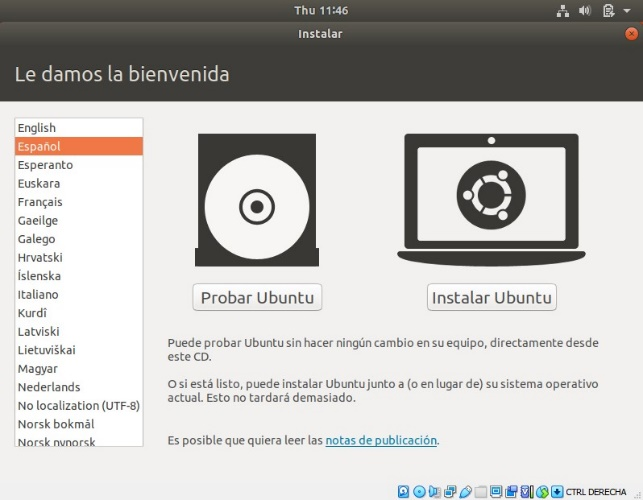 Thu 11:46
Instalar
Le damos la bienvenida
English
Español
Esperanto
Euskara
Français
Gaeilge
Galego
Hrvatski
Íslenska
Italiano
Kurdî
Latviski
Lietuviškai
Magyar
Nederlands
No localization (UTF-8)
Norsk bokmål
Norsk nynorsk
Probar Ubuntu
Instalar Ubuntu
Puede probar Ubuntu sin hacer ningún cambio en su equipo, directamente desde
este CD.
O si está listo, puede instalar Ubuntu junto a (o en lugar de) su sistema operativo
actual. Esto no tardará demasiado.
Es posible que quiera leer las notas de publicación.
CTRL DERECHA